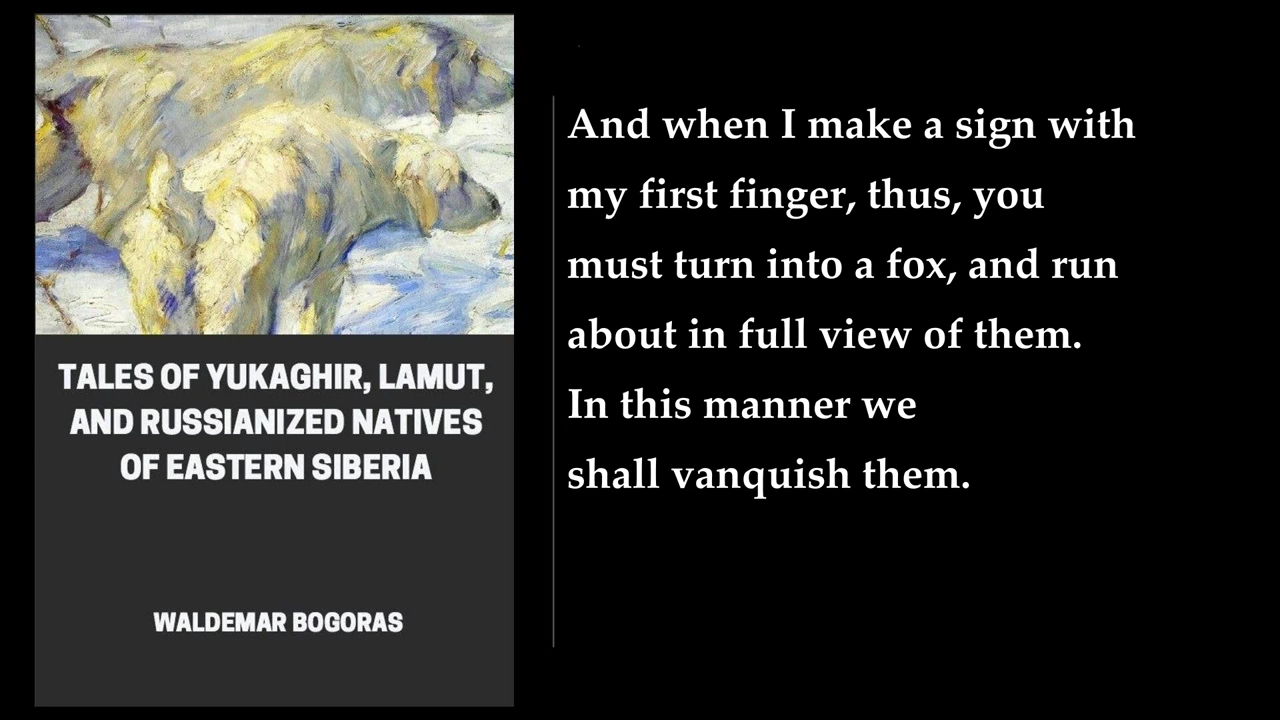 TALES OF YUKAGHIR, LAMUT,
AND RUSSIANIZED NATIVES
OF EASTERN SIBERIA
WALDEMAR BOGORAS
And when I make a sign with
my first finger, thus, you
must turn into a fox, and run
about in full view of them.
In this manner we
shall vanquish them.